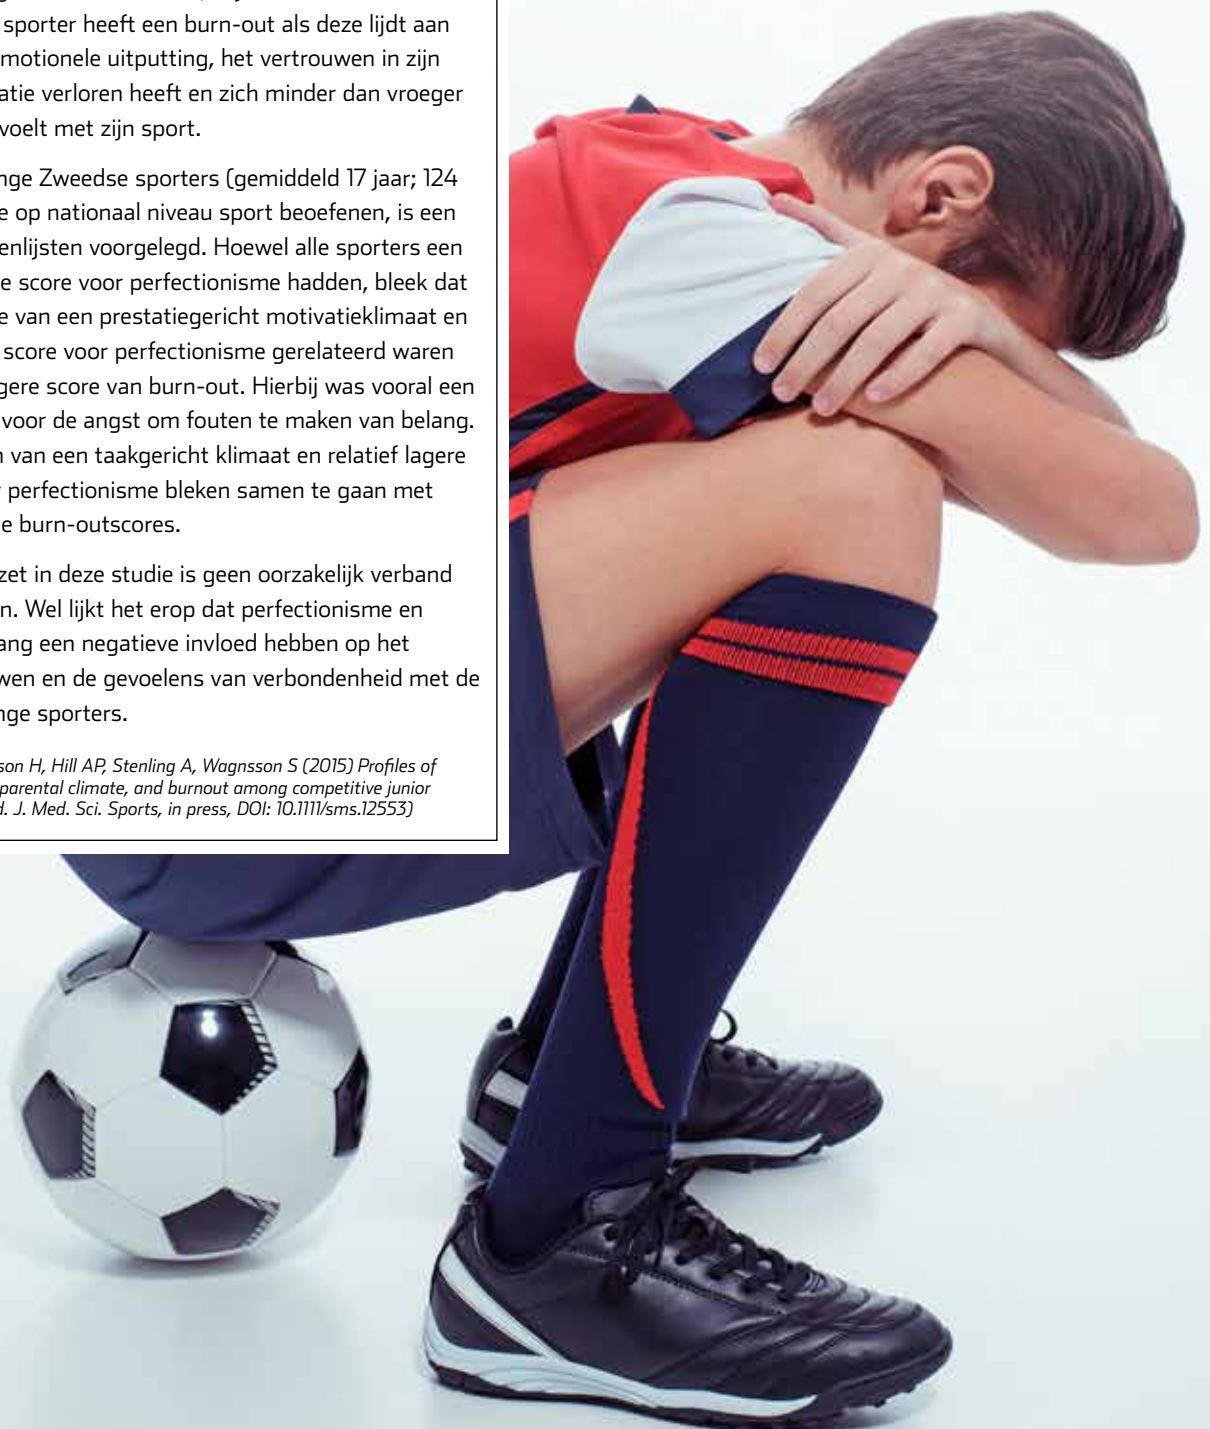 sporter heeft een burn-out als deze lijdt aan
motionele uitputting, het vertrouwen in zijn
atie verloren heeft en zich minder dan vroeger
voelt met zijn sport.
nge Zweedse sporters (gemiddeld 17 jaar; 124
e op nationaal niveau sport beoefenen, is een
enlijsten voorgelegd. Hoewel alle sporters een
e score voor perfectionisme hadden, bleek dat
e van een prestatiegericht motivatieklimaat en
score voor perfectionisme gerelateerd waren
gere score van burn-out. Hierbij was vooral een
voor de angst om fouten te maken van belang.
n van een taakgericht klimaat en relatief lagere
r perfectionisme bleken samen te gaan met
e burn-outscores.
zet in deze studie is geen oorzakelijk verband
n. Wel lijkt het erop dat perfectionisme en
ang een negatieve invloed hebben op het
wen en de gevoelens van verbondenheid met de
nge sporters.
son H, Hill AP, Stenling A, Wagnsson S (2015) Profiles of
parental climate, and burnout among competitive junior
d. J. Med. Sci. Sports, in press, DOI: 10.1111/sms.12553)